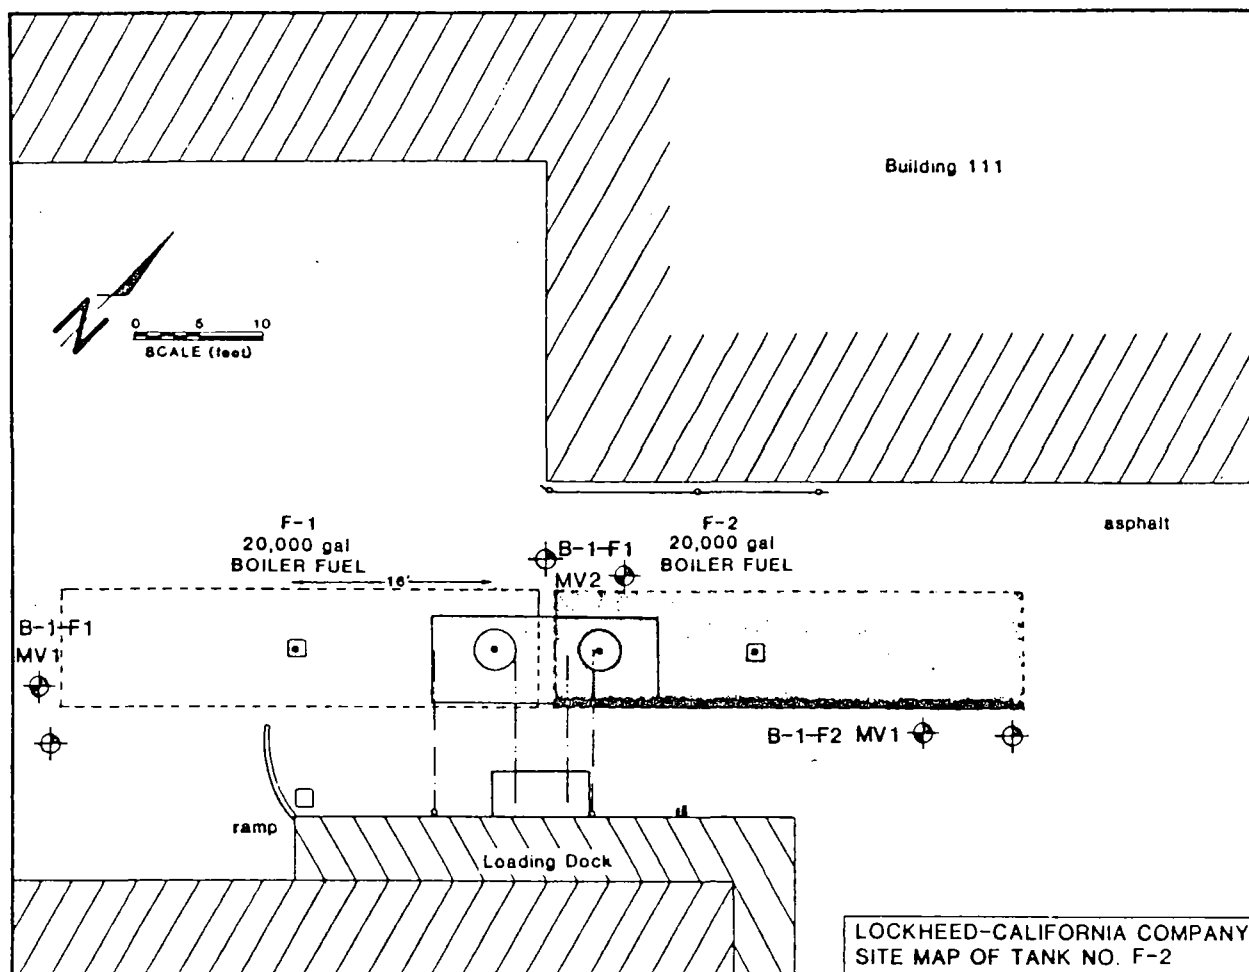 Building 111
N
0 5 10
SCALE (feet)
asphalt
F-1
20,000 gal
BOILER FUEL
16'
B-1-F1
MV2
F-2
20,000 gal
BOILER FUEL
B-1-F1
MV1
B-1-F2 MV1
ramp
Loading Dock
LOCKHEED-CALIFORNIA COMPANY
SITE MAP OF TANK NO. F-2